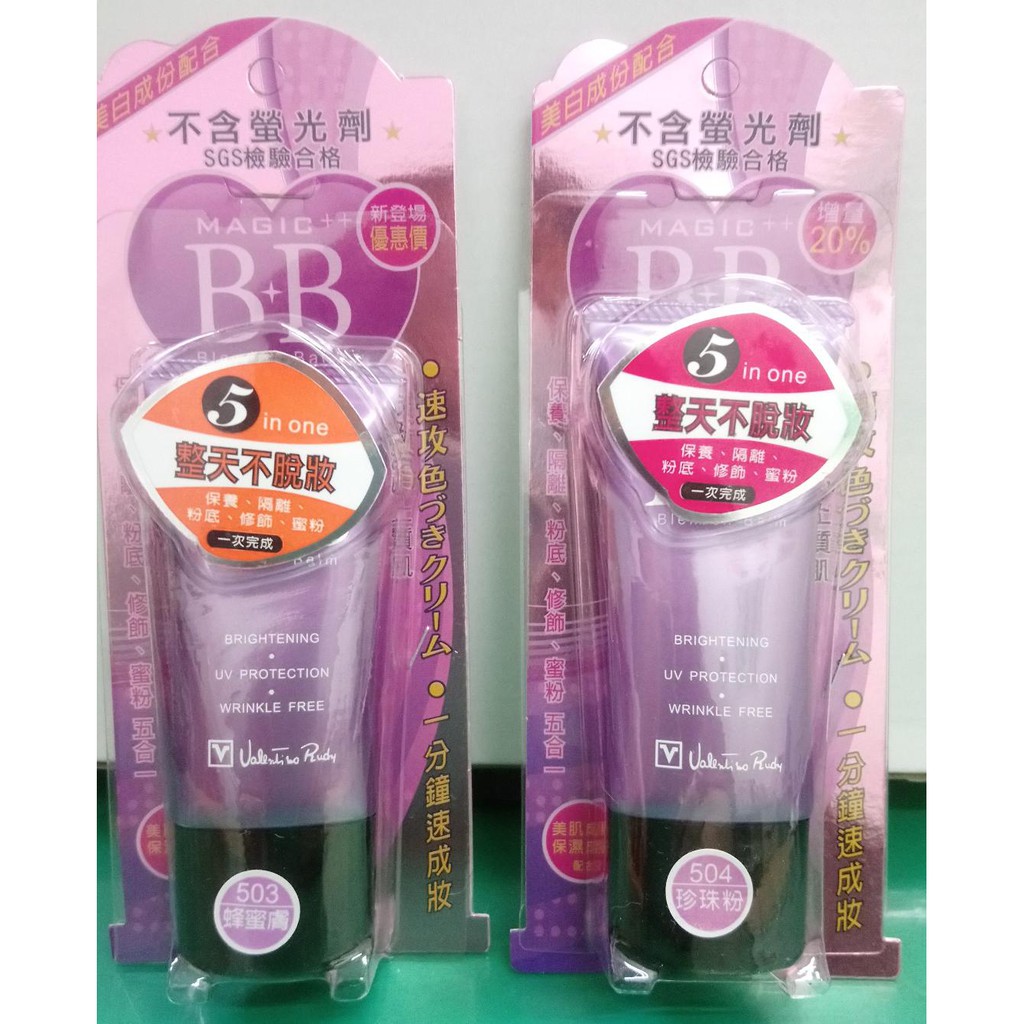 美白成份配合
不含螢光劑
SGS檢驗合格
MAGIC++
BB
新登場
優惠價
5 in one
整天不脫妝
保養、隔離、
粉底、修飾、蜜粉
一次完成
Balm
BRIGHTENING
UV PROTECTION
WRINKLE FREE
V Valentino Rudy
503
蜂蜜膚
●速攻色づきクリーム ●一分鐘速成妝
粉底、修飾、蜜粉 五合一
美白成份配合
不含螢光劑
SGS檢驗合格
MAGIC++
BB
增量
20%
5 in one
整天不脫妝
保養、隔離、
粉底、修飾、蜜粉
一次完成
BRIGHTENING
UV PROTECTION
WRINKLE FREE
V Valentino Rudy
504
珍珠粉
保養、隔離、粉底、修飾、蜜粉 五合一
色づきクリーム ●一分鐘速成妝
美肌
保濕